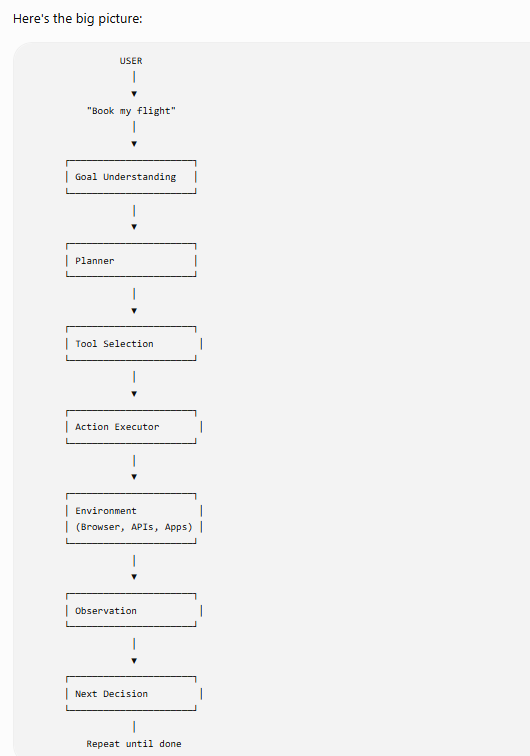 Here's the big picture:
USER
"Book my flight"
Goal Understanding
Planner
Tool Selection
Action Executor
Environment
(Browser, APIs, Apps)
Observation
Next Decision
Repeat until done